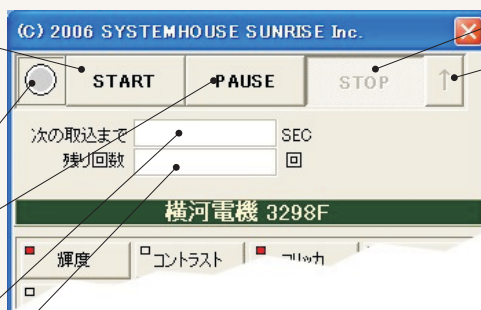 (C) 2006 SYSTEMHOUSE SUNRISE Inc.
START PAUSE STOP ↑
次の取込まで SEC
残り回数 回
横河電機 3298F
輝度 コントラスト フリッカ